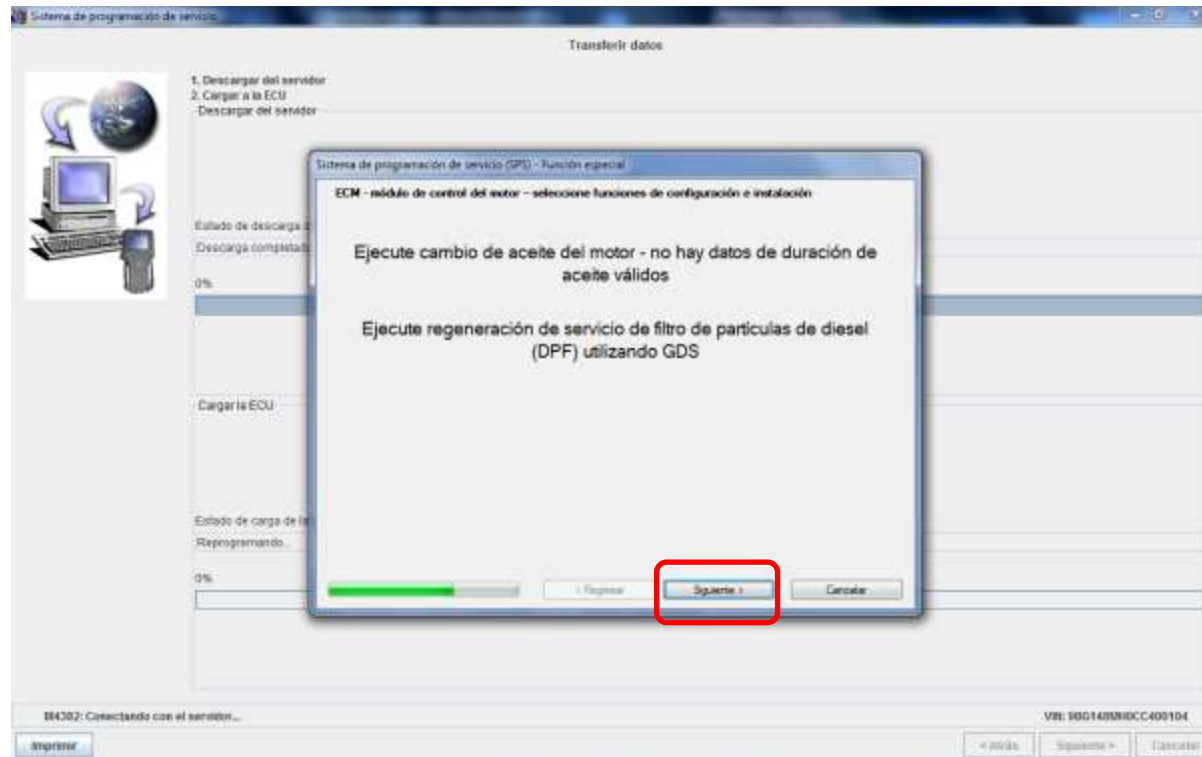 Sistema de programación de servicio
Transferir datos
1. Descargar del servidor
2. Cargar a la ECU
Descargar del servidor
Sistema de programación de servicio (SPS) - Función especial
ECM - módulo de control del motor – seleccione funciones de configuración e instalación
Estado de descarga
Descarga completada
Ejecute cambio de aceite del motor - no hay datos de duración de
aceite válidos
0%
Ejecute regeneración de servicio de filtro de partículas de diesel
(DPF) utilizando GDS
Cargar la ECU
Estado de carga de la
Reprogramando..
0%
< Regresar
Siguiente >
Cancelar
Conectando con el servidor...
VIN:
Imprimir
< Atrás
Siguiente >
Cancelar